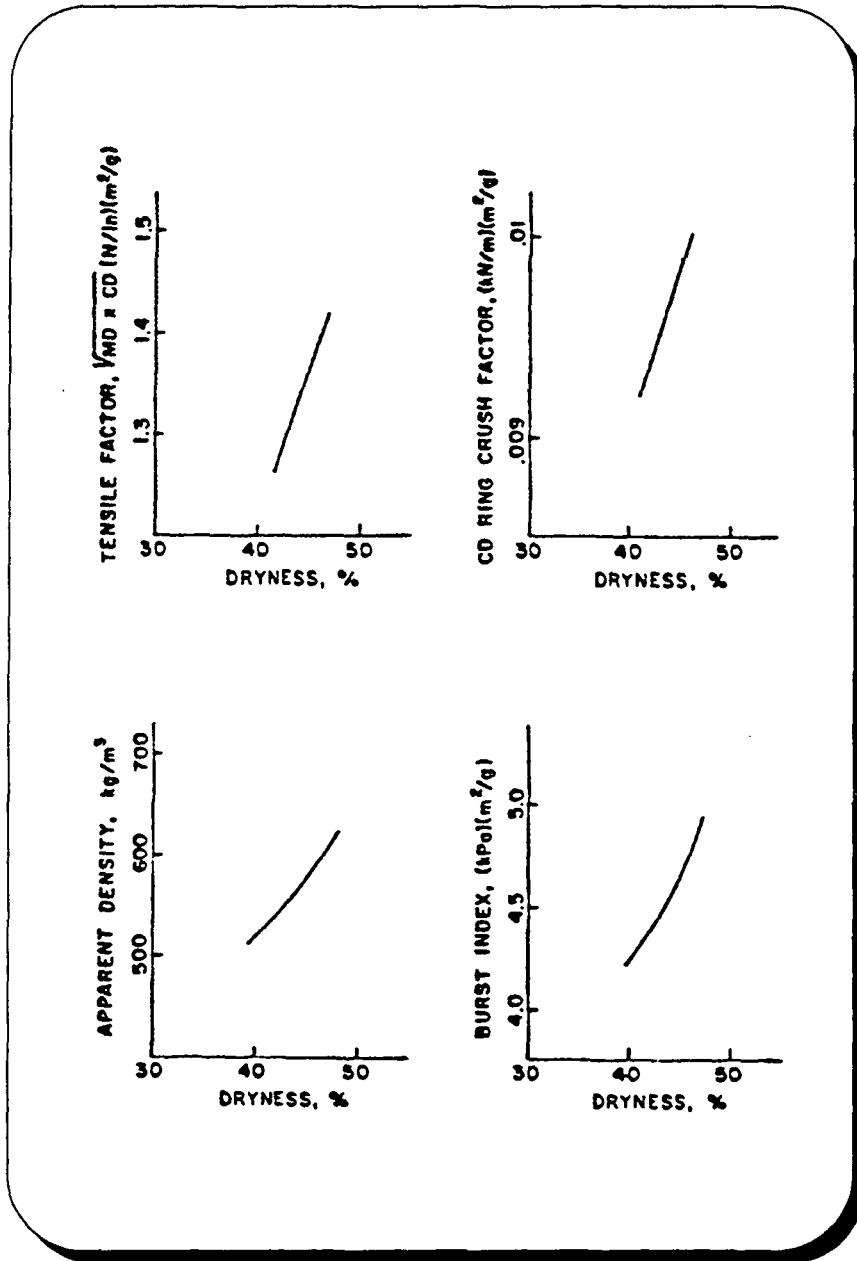 TENSILE FACTOR, √MD x CD (N/in)(m²/g)
1.5
1.4
1.3
30 40 50
DRYNESS, %
CD RING CRUSH FACTOR, (kN/m)(m²/g)
.01
.009
30 40 50
DRYNESS, %
APPARENT DENSITY, kg/m³
700
600
500
30 40 50
DRYNESS, %
BURST INDEX, (kPa)(m²/g)
5.0
4.5
4.0
30 40 50
DRYNESS, %